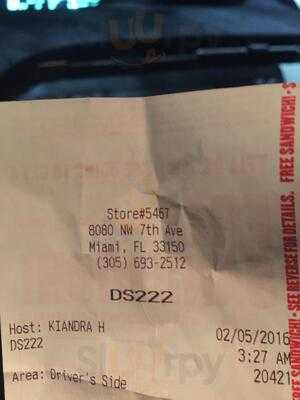 Store#5467
8080 NW 7th Ave
Miami, FL 33150
(305) 693-2512
DS222
Host: KIANDRA H
02/05/2016
DS222
3:27 AM
20421
Area: Driver's Side
FREE SANDWICH! - S
- SEE REVERSE FOR DETAILS.